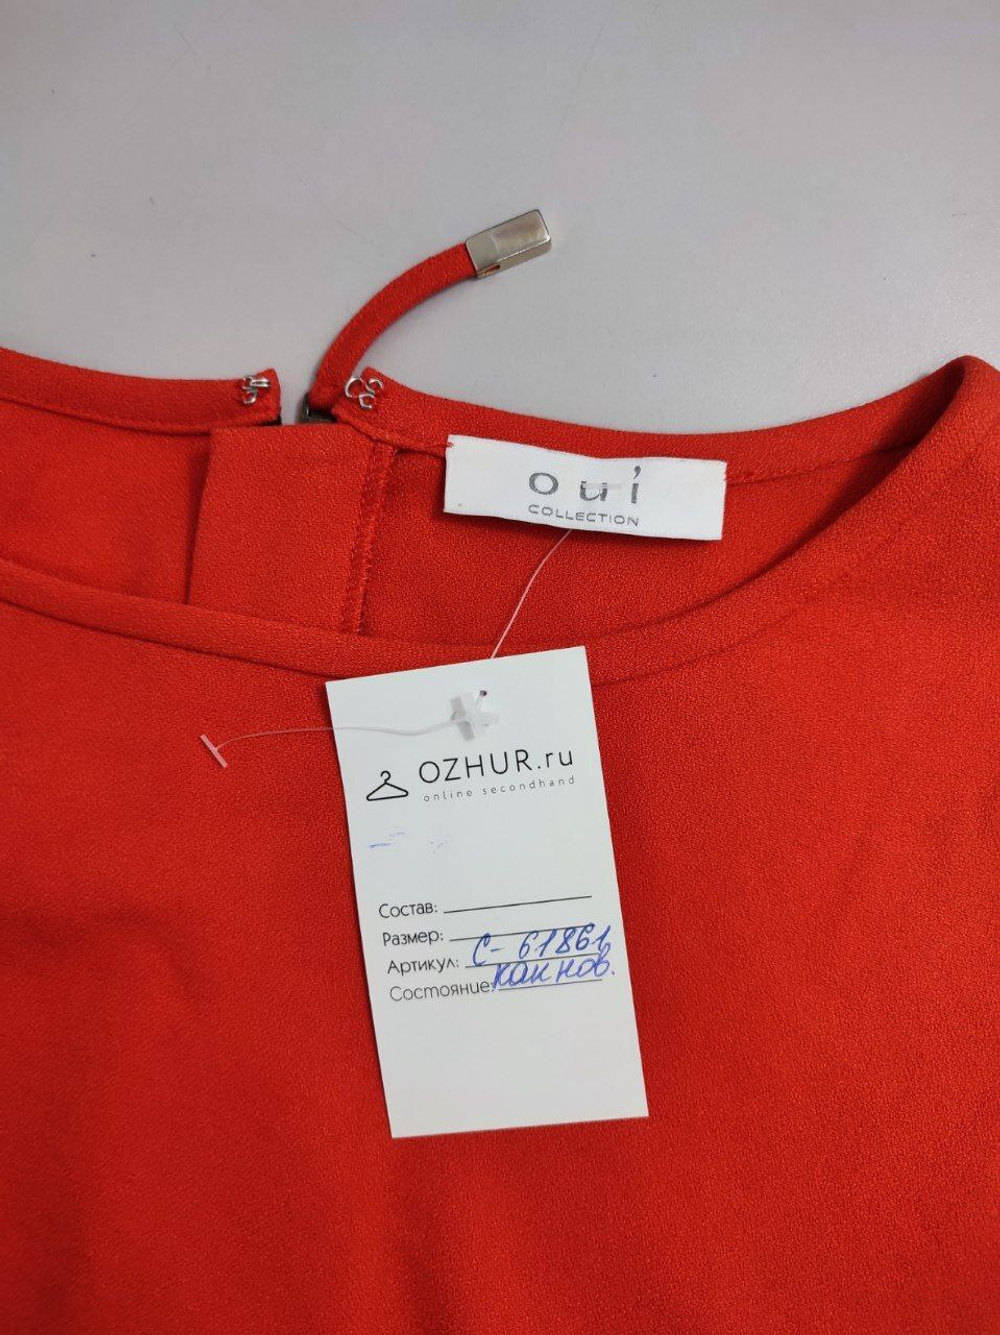 oui
COLLECTION
OZHUR.ru
online secondhand
Состав:
Размер:
Артикул: С-61861
Состояние: как нов.